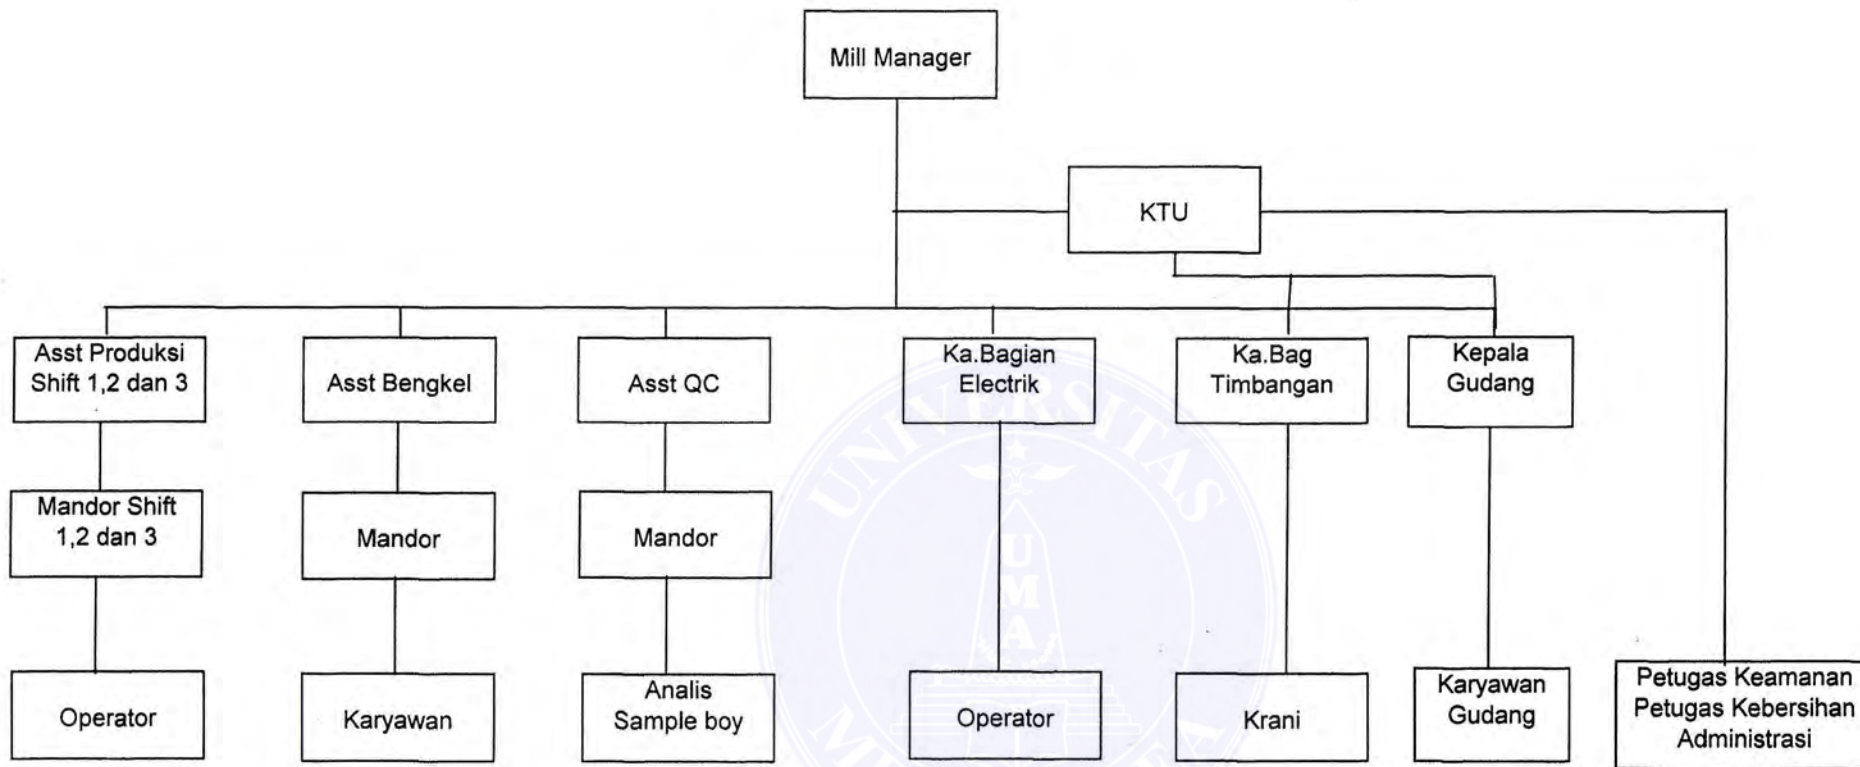 Mill Manager
KTU
Asst Produksi
Shift 1,2 dan 3
Asst Bengkel
Asst QC
Ka.Bagian
Electrik
Ka.Bag
Timbangan
Kepala
Gudang
Mandor Shift
1,2 dan 3
Mandor
Mandor
Operator
Karyawan
Analis
Sample boy
Operator
Krani
Karyawan
Gudang
Petugas Keamanan
Petugas Kebersihan
Administrasi
UNIVERSITAS
UMA